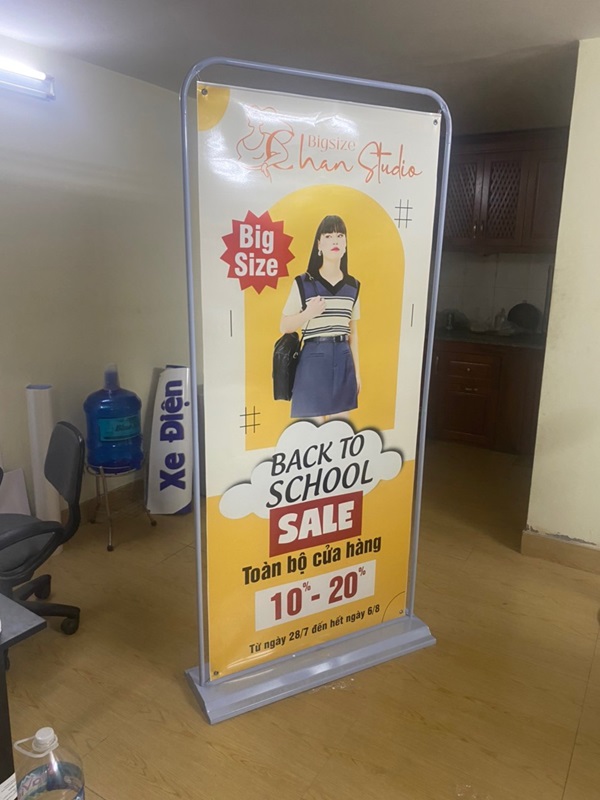 Bigsize
Chan Studio
Big
Size
BACK TO
SCHOOL
SALE
Toàn bộ cửa hàng
10% - 20%
Từ ngày 28/7 đến hết ngày 6/8
Xe Điện